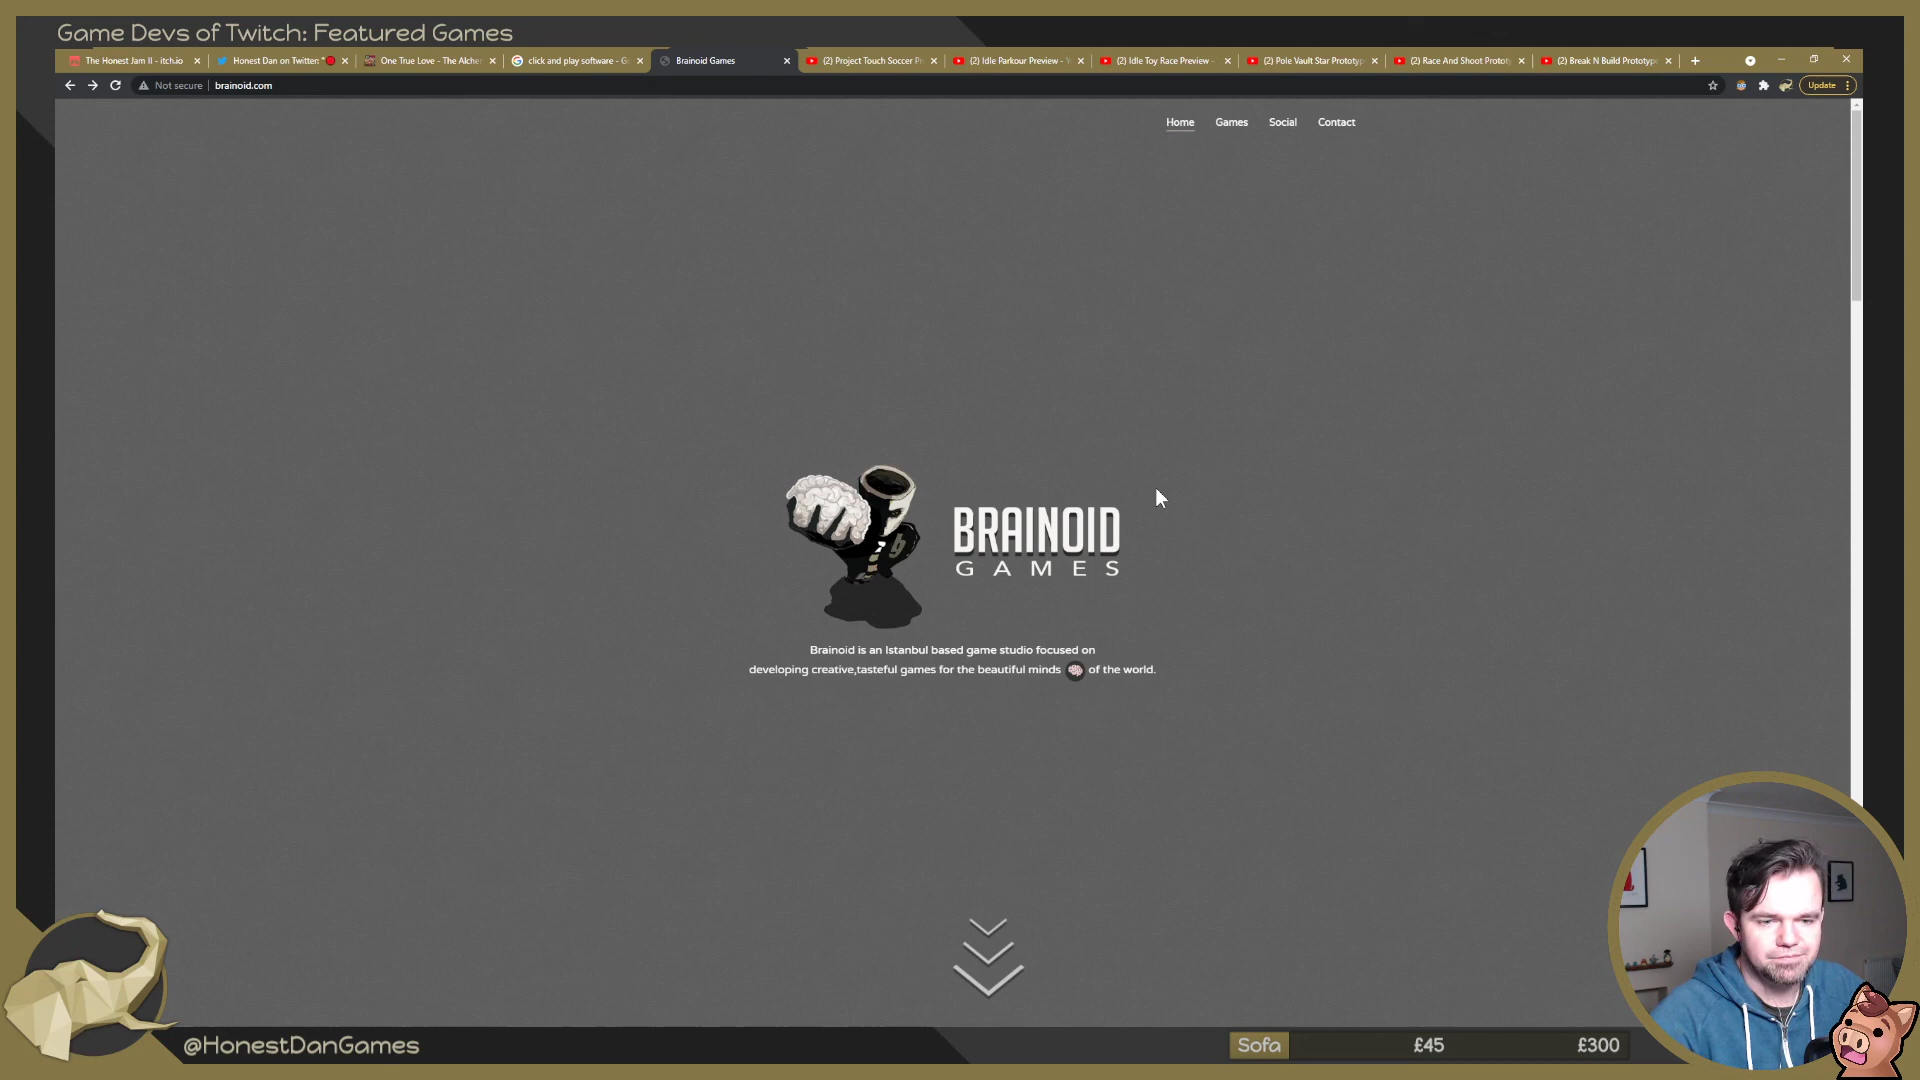 Game Devs of Twitch: Featured Games
The Honest Jam II - itch.io
Honest Dan on Twitter: "
One True Love - The Alcher
click and play software - G
Brainoid Games
(2) Project Touch Soccer Pr
(2) Idle Parkour Preview - Y
(2) Idle Toy Race Preview -
(2) Pole Vault Star Prototyp
(2) Race And Shoot Protot
(2) Break N Build Prototype
Not secure
brainoid.com
Update
Home
Games
Social
Contact
BRAINOID
GAMES
Brainoid is an Istanbul based game studio focused on
developing creative,tasteful games for the beautiful minds of the world.
@HonestDanGames
Sofa
£45
£300